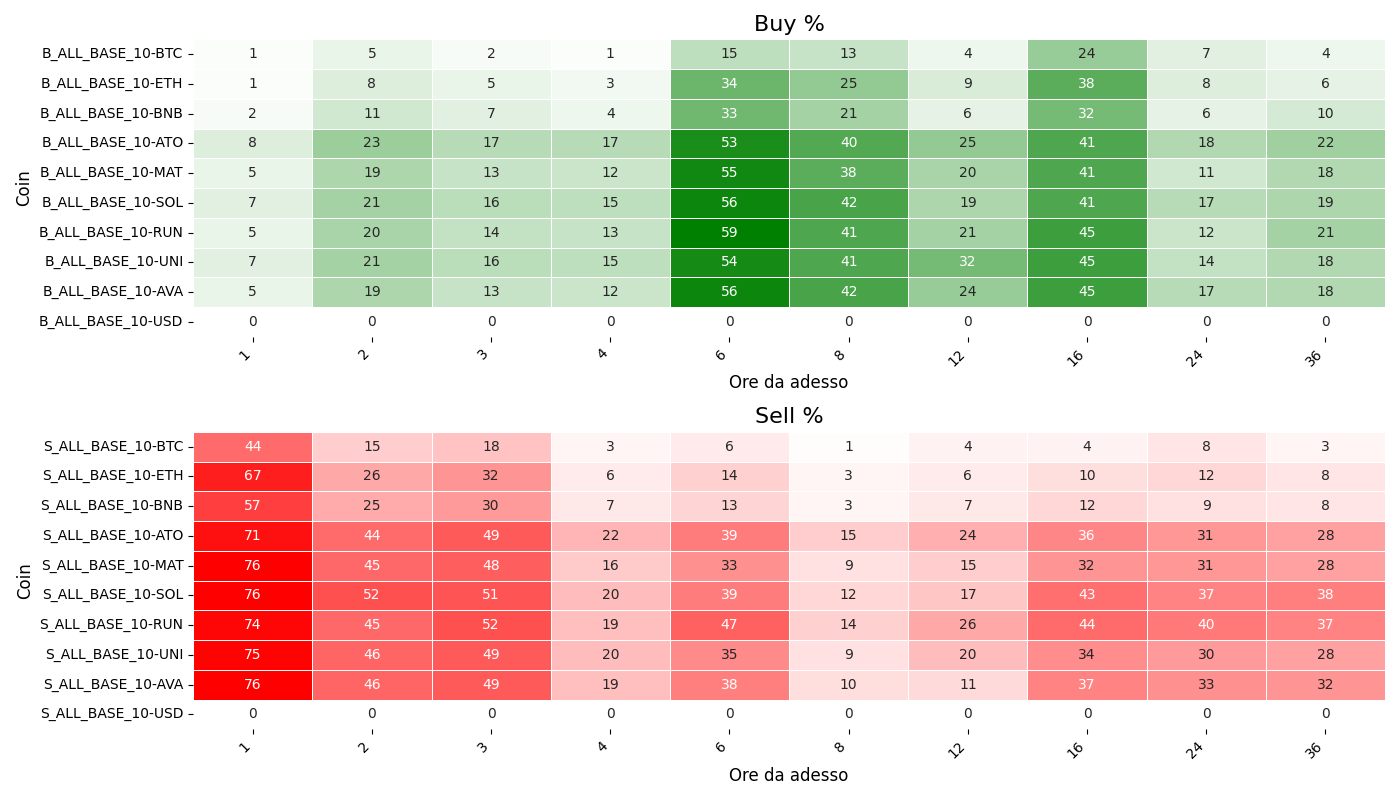 Buy %
Coin
B_ALL_BASE_10-BTC 1 5 2 1 15 13 4 24 7 4
B_ALL_BASE_10-ETH 1 8 5 3 34 25 9 38 8 6
B_ALL_BASE_10-BNB 2 11 7 4 33 21 6 32 6 10
B_ALL_BASE_10-ATO 8 23 17 17 53 40 25 41 18 22
B_ALL_BASE_10-MAT 5 19 13 12 55 38 20 41 11 18
B_ALL_BASE_10-SOL 7 21 16 15 56 42 19 41 17 19
B_ALL_BASE_10-RUN 5 20 14 13 59 41 21 45 12 21
B_ALL_BASE_10-UNI 7 21 16 15 54 41 32 45 14 18
B_ALL_BASE_10-AVA 5 19 13 12 56 42 24 45 17 18
B_ALL_BASE_10-USD 0 0 0 0 0 0 0 0 0 0
1 2 3 4 6 8 12 16 24 36
Ore da adesso
Sell %
Coin
S_ALL_BASE_10-BTC 44 15 18 3 6 1 4 4 8 3
S_ALL_BASE_10-ETH 67 26 32 6 14 3 6 10 12 8
S_ALL_BASE_10-BNB 57 25 30 7 13 3 7 12 9 8
S_ALL_BASE_10-ATO 71 44 49 22 39 15 24 36 31 28
S_ALL_BASE_10-MAT 76 45 48 16 33 9 15 32 31 28
S_ALL_BASE_10-SOL 76 52 51 20 39 12 17 43 37 38
S_ALL_BASE_10-RUN 74 45 52 19 47 14 26 44 40 37
S_ALL_BASE_10-UNI 75 46 49 20 35 9 20 34 30 28
S_ALL_BASE_10-AVA 76 46 49 19 38 10 11 37 33 32
S_ALL_BASE_10-USD 0 0 0 0 0 0 0 0 0 0
1 2 3 4 6 8 12 16 24 36
Ore da adesso